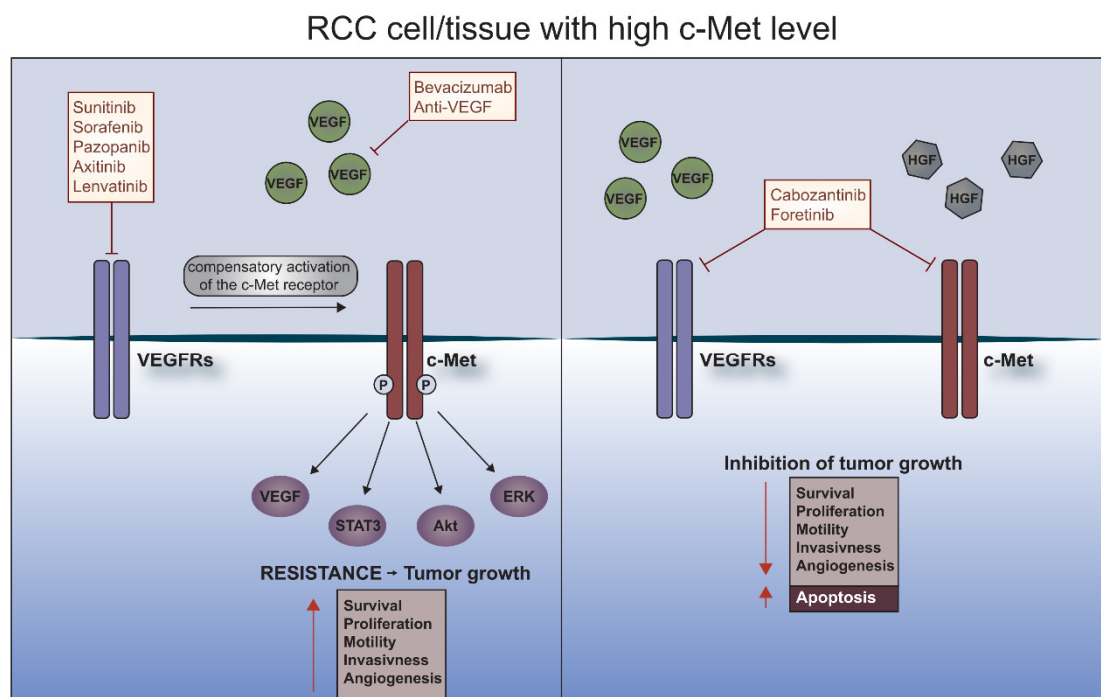 RCC cell/tissue with high c-Met level
Sunitinib
Sorafenib
Pazopanib
Axitinib
Lenvatinib
Bevacizumab
Anti-VEGF
VEGF
VEGF
VEGF
compensatory activation
of the c-Met receptor
VEGFRs
c-Met
P
P
VEGF
STAT3
Akt
ERK
RESISTANCE → Tumor growth
Survival
Proliferation
Motility
Invasivness
Angiogenesis
VEGF
VEGF
VEGF
HGF
HGF
HGF
Cabozantinib
Foretinib
VEGFRs
c-Met
Inhibition of tumor growth
Survival
Proliferation
Motility
Invasivness
Angiogenesis
Apoptosis